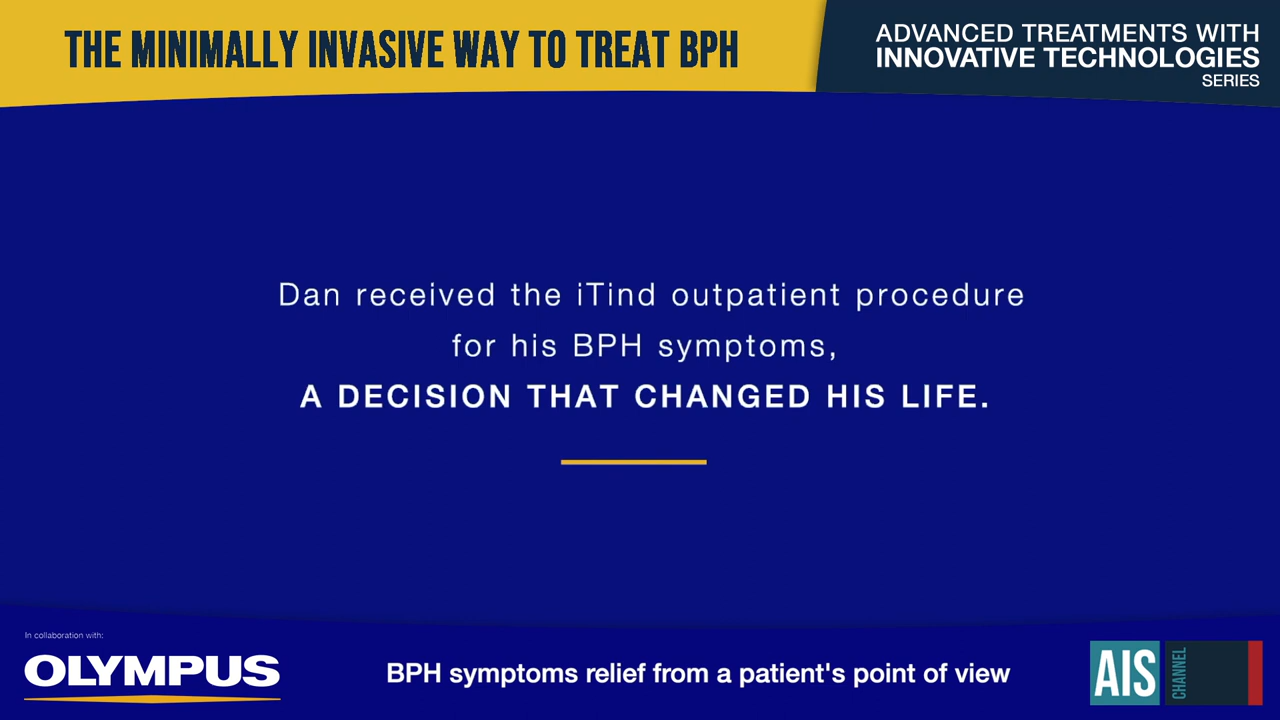 THE MINIMALLY INVASIVE WAY TO TREAT BPH
ADVANCED TREATMENTS WITH
INNOVATIVE TECHNOLOGIES
SERIES
Dan received the iTind outpatient procedure
for his BPH symptoms,
A DECISION THAT CHANGED HIS LIFE.
In collaboration with:
OLYMPUS
BPH symptoms relief from a patient's point of view
AIS
CHANNEL